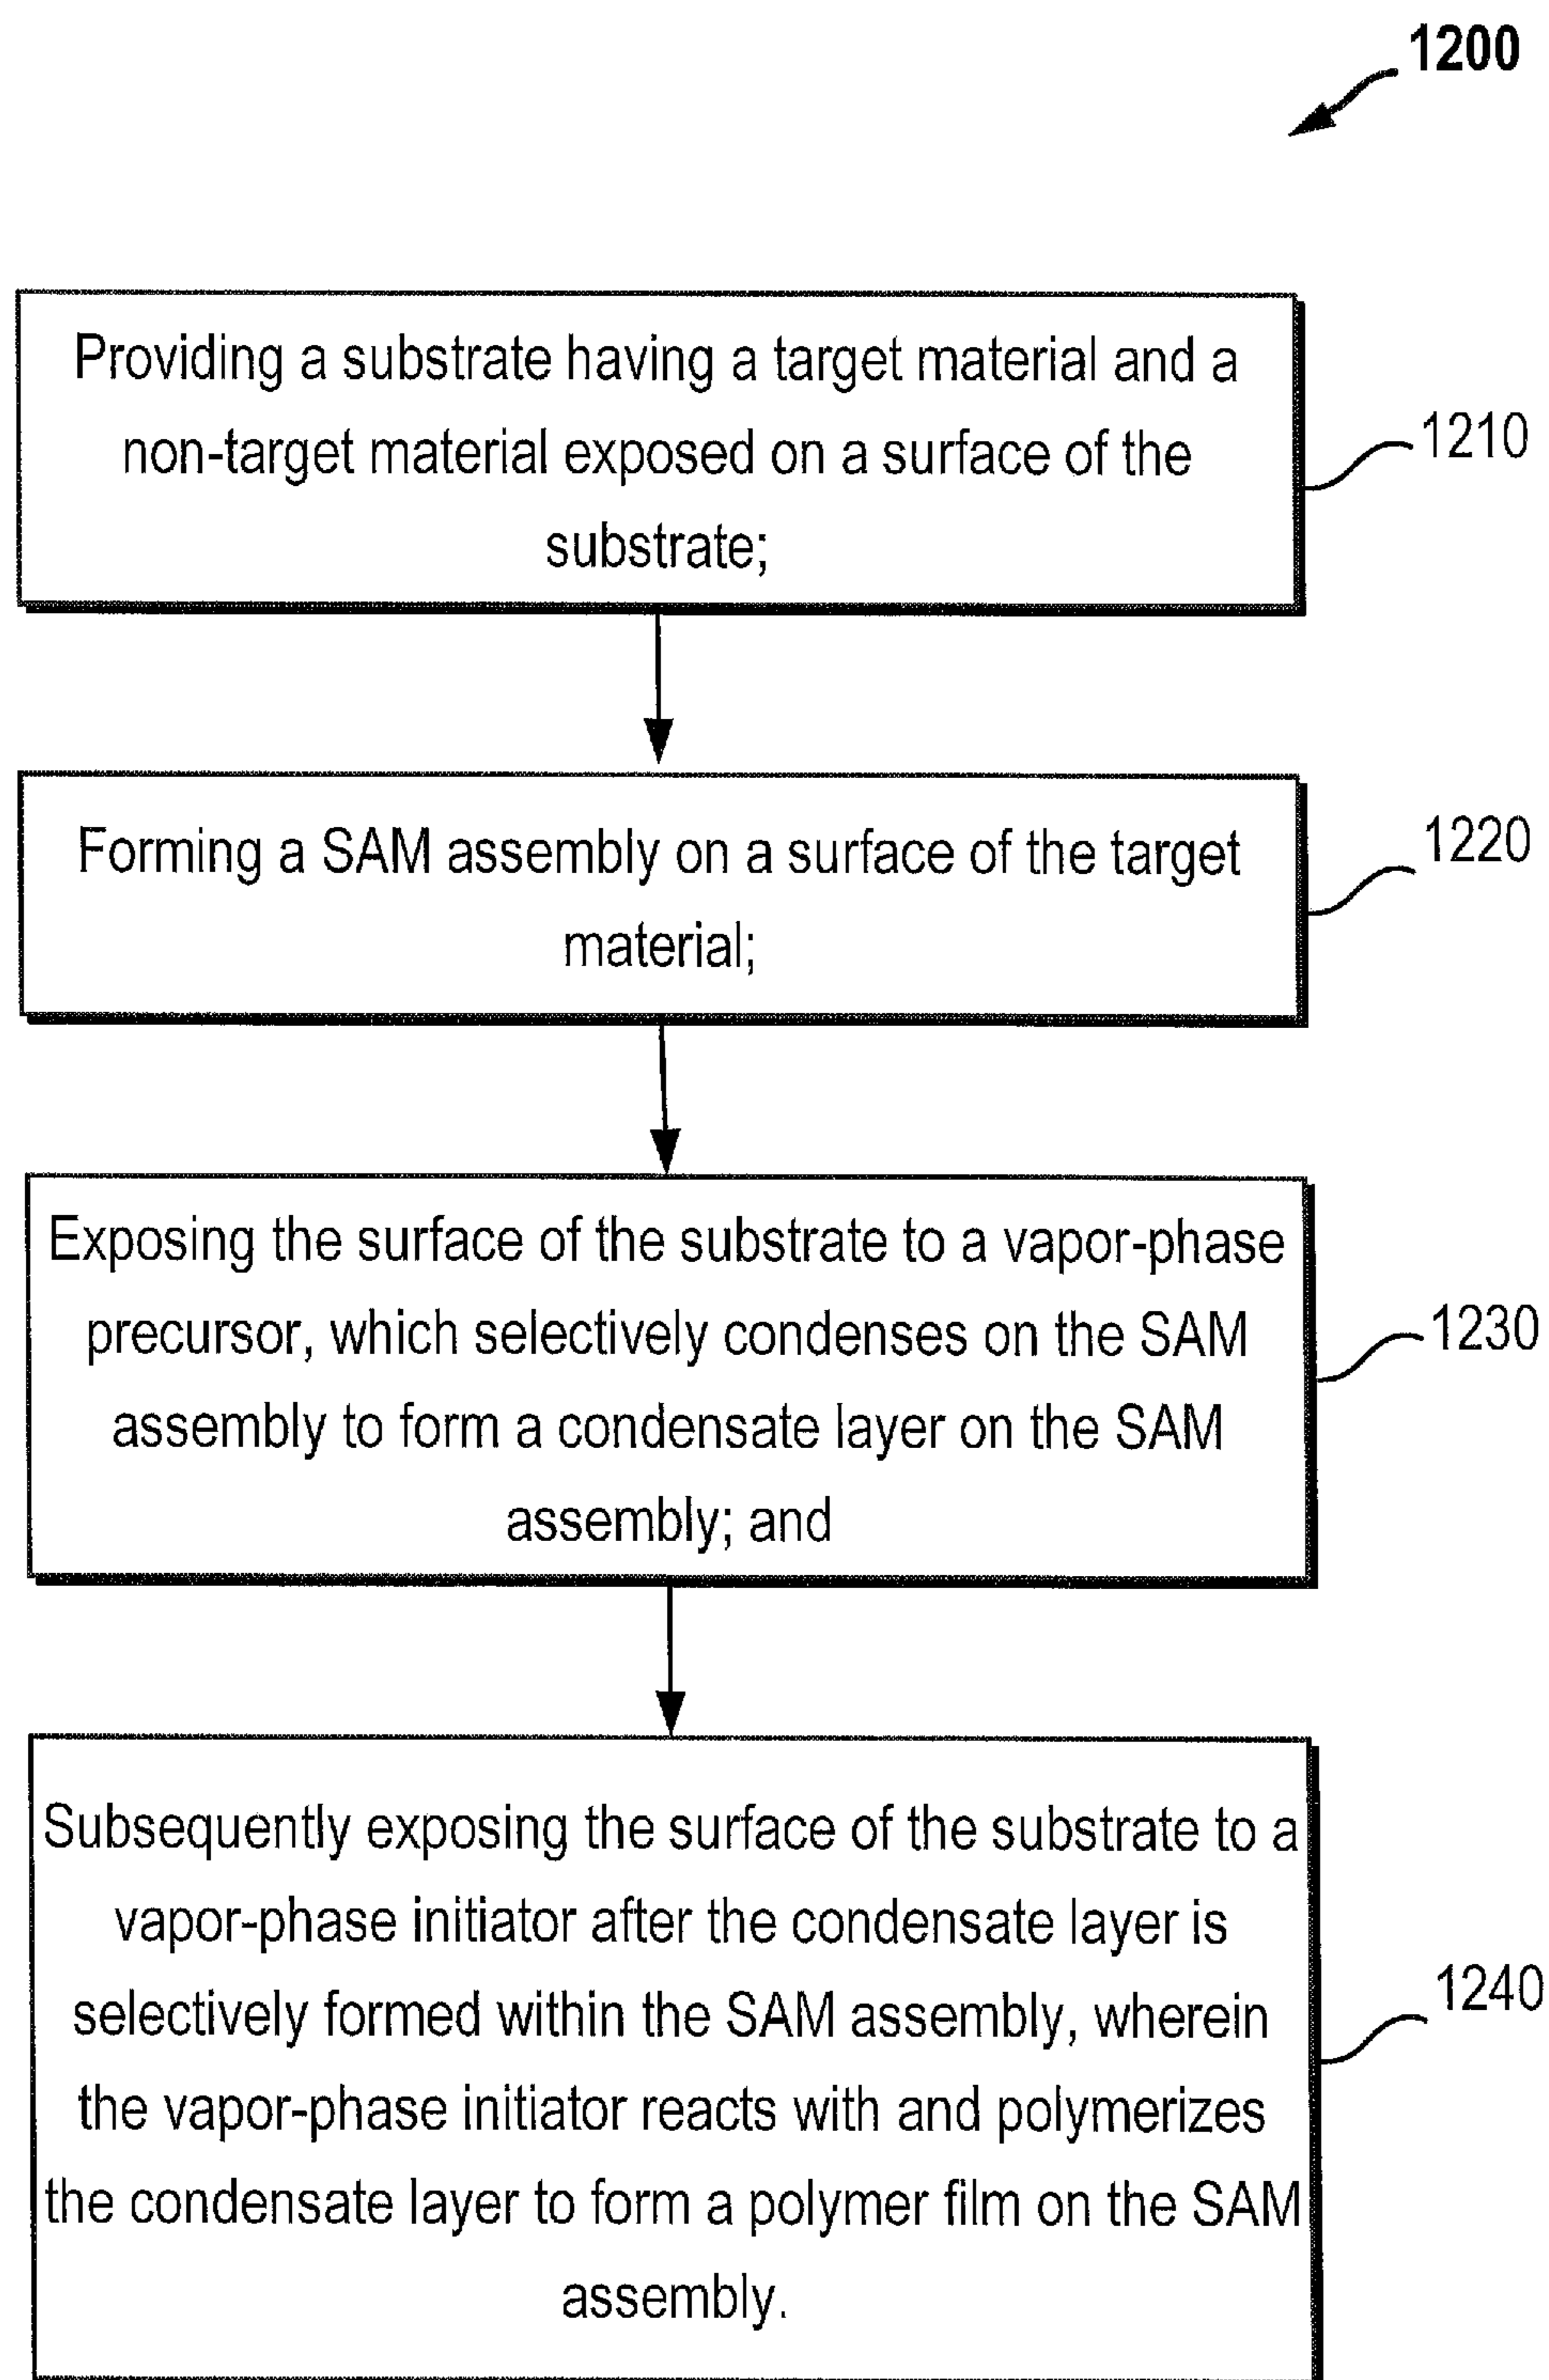 1200
Providing a substrate having a target material and a
non-target material exposed on a surface of the
substrate;
1210
Forming a SAM assembly on a surface of the target
material;
1220
Exposing the surface of the substrate to a vapor-phase
precursor, which selectively condenses on the SAM
assembly to form a condensate layer on the SAM
assembly; and
1230
Subsequently exposing the surface of the substrate to a
vapor-phase initiator after the condensate layer is
selectively formed within the SAM assembly, wherein
the vapor-phase initiator reacts with and polymerizes
the condensate layer to form a polymer film on the SAM
assembly.
1240